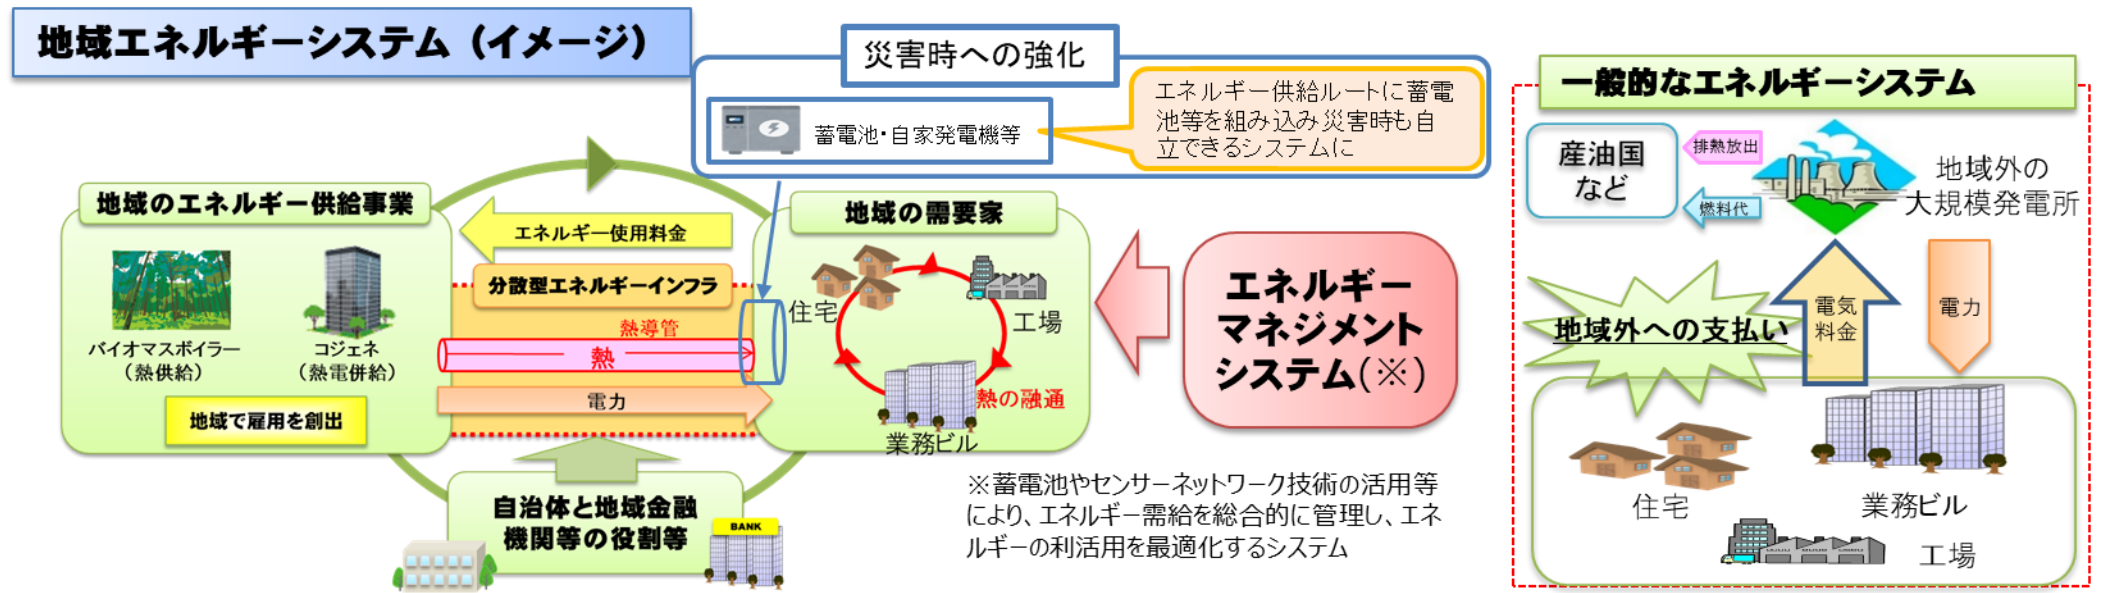 地域エネルギーシステム（イメージ）
災害時への強化
蓄電池・自家発電機等
エネルギー供給ルートに蓄電
池等を組み込み災害時も自
立できるシステムに
地域のエネルギー供給事業
バイオマスボイラー
（熱供給）
コジェネ
（熱電併給）
地域で雇用を創出
エネルギー使用料金
分散型エネルギーインフラ
熱導管
熱
電力
地域の需要家
住宅
工場
熱の融通
業務ビル
エネルギー
マネジメント
システム(※)
自治体と地域金融
機関等の役割等
BANK
※蓄電池やセンサーネットワーク技術の活用等
により、エネルギー需給を総合的に管理し、エネ
ルギーの利活用を最適化するシステム
一般的なエネルギーシステム
産油国
など
排熱放出
燃料代
地域外の
大規模発電所
地域外への支払い
電気
料金
電力
住宅
業務ビル
工場